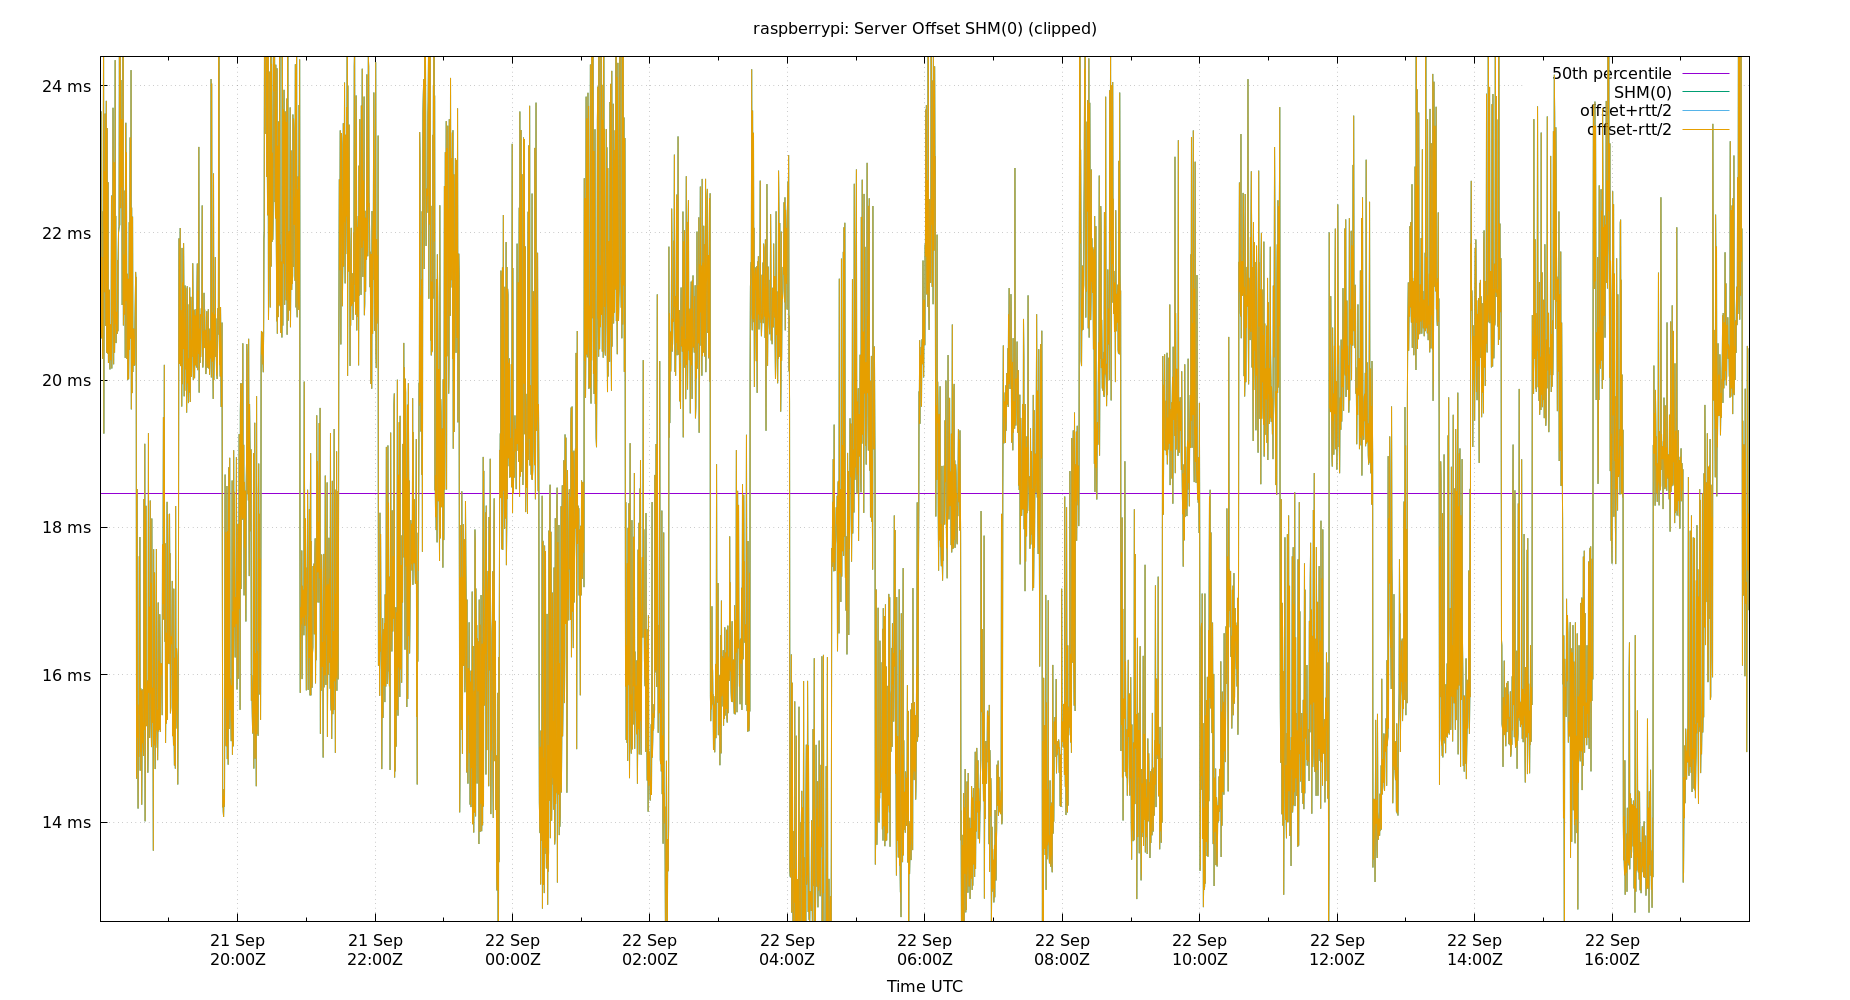 raspberrypi: Server Offset SHM(0) (clipped)
50th percentile
SHM(0)
offset+rtt/2
offset-rtt/2
24 ms
22 ms
20 ms
18 ms
16 ms
14 ms
21 Sep 21 Sep 22 Sep 22 Sep 22 Sep 22 Sep 22 Sep 22 Sep 22 Sep 22 Sep 22 Sep
20:00Z 22:00Z 00:00Z 02:00Z 04:00Z 06:00Z 08:00Z 10:00Z 12:00Z 14:00Z 16:00Z
Time UTC